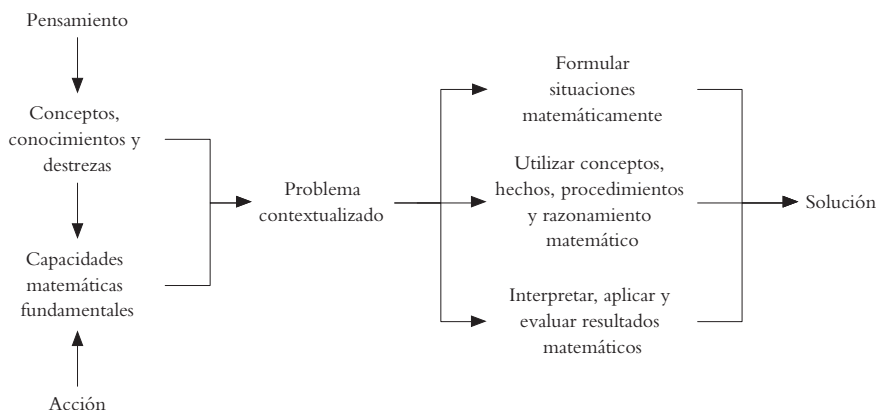 Pensamiento
Conceptos,
conocimientos y
destrezas
Capacidades
matemáticas
fundamentales
Acción
Problema
contextualizado
Formular
situaciones
matemáticamente
Utilizar conceptos,
hechos, procedimientos
y razonamiento
matemático
Interpretar, aplicar y
evaluar resultados
matemáticos
Solución